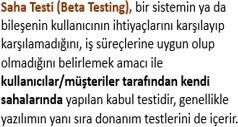 Saha Testi (Beta Testing), bir sistemin ya da
bileşenin kullanıcının ihtiyaçlarını karşılayıp
karşılamadığını, iş süreçlerine uygun olup
olmadığını belirlemek amacı ile
kullanıcılar/müşteriler tarafından kendi
sahalarında yapılan kabul testidir, genellikle
yazılımın yanı sıra donanım testlerini de içerir.